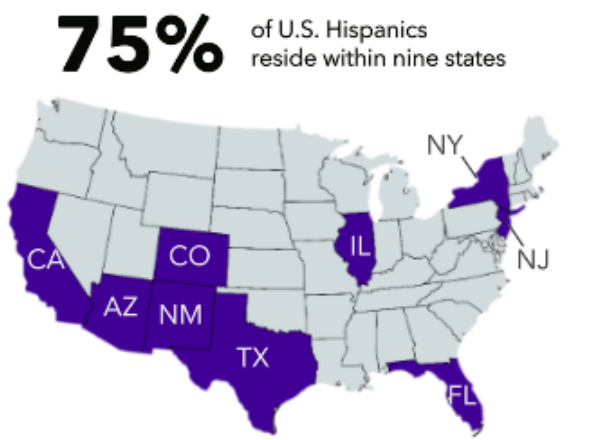 75%
of U.S. Hispanics
reside within nine states
NY
CA
CO
IL
NJ
AZ
NM
TX
FL